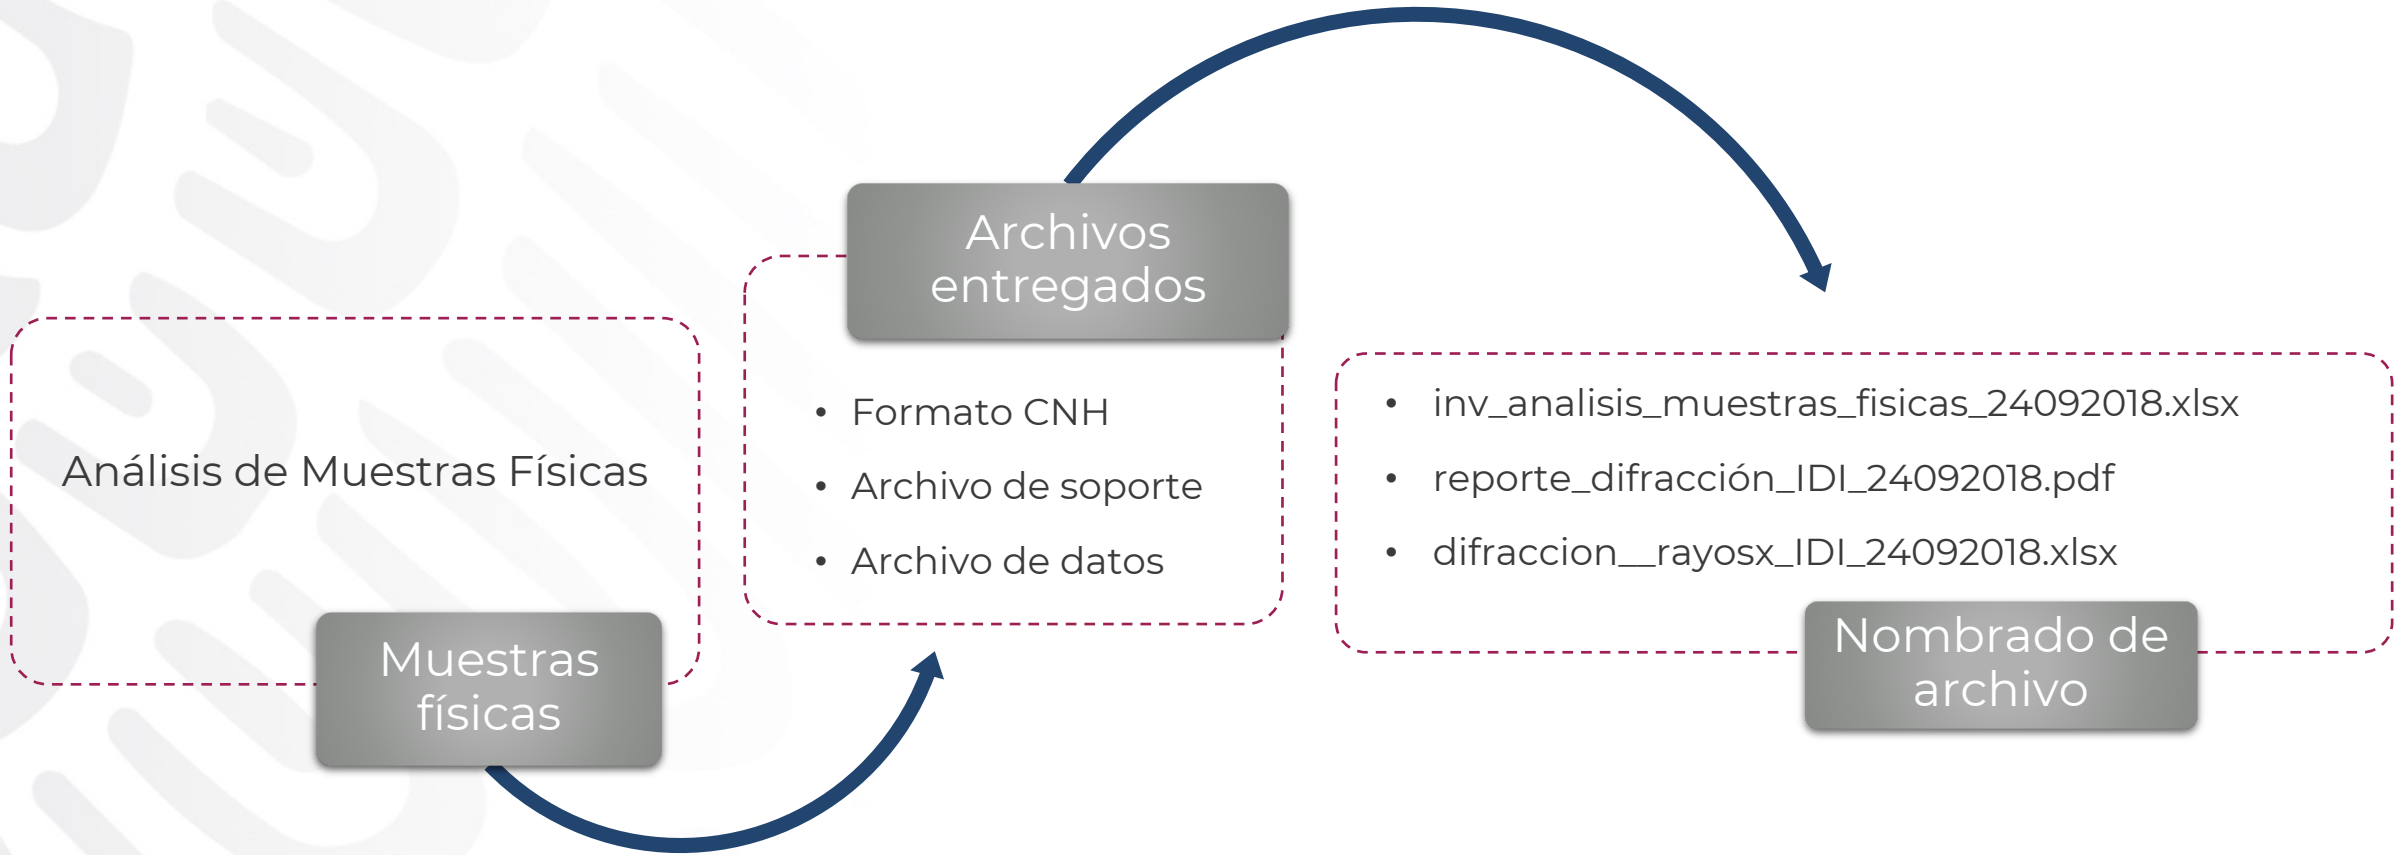 Análisis de Muestras Físicas
Muestras
físicas
Archivos
entregados
• Formato CNH
• Archivo de soporte
• Archivo de datos
• inv_analisis_muestras_fisicas_24092018.xlsx
• reporte_difracción_IDI_24092018.pdf
• difraccion__rayosx_IDI_24092018.xlsx
Nombrado de
archivo